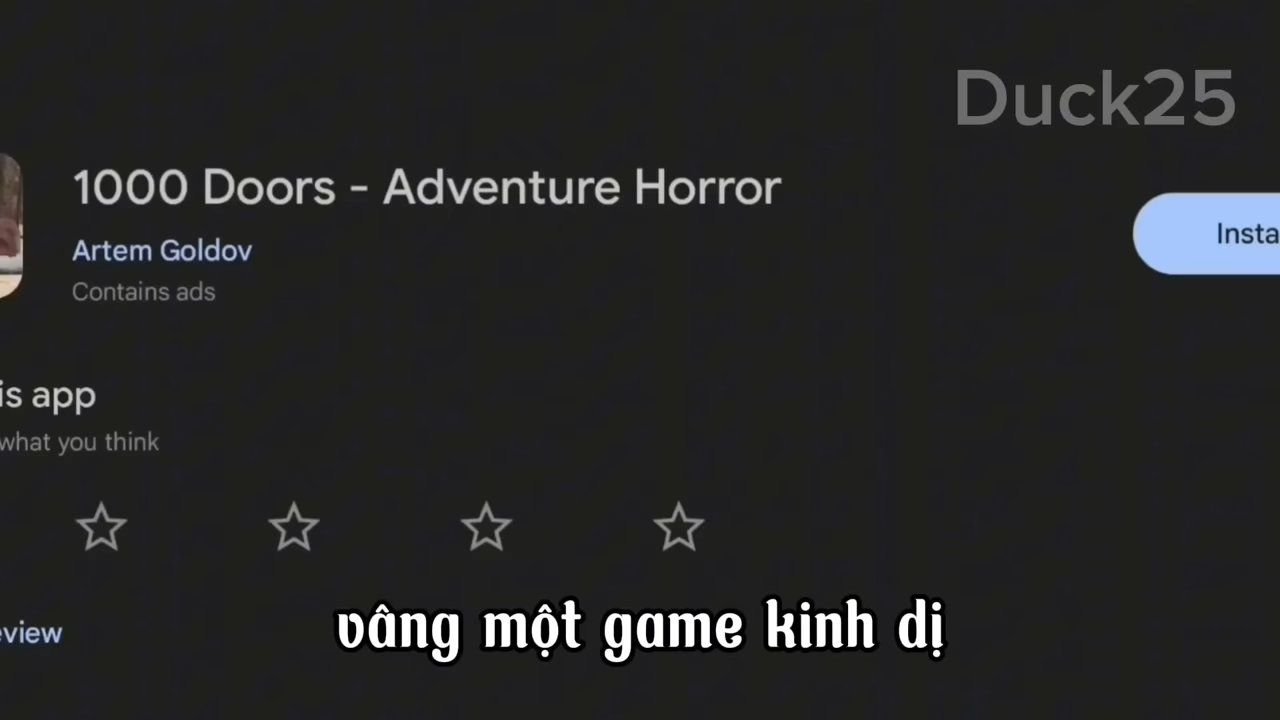 Duck25
1000 Doors - Adventure Horror
Artem Goldov
Insta
Contains ads
is app
what you think
eview
vâng một game kinh dị